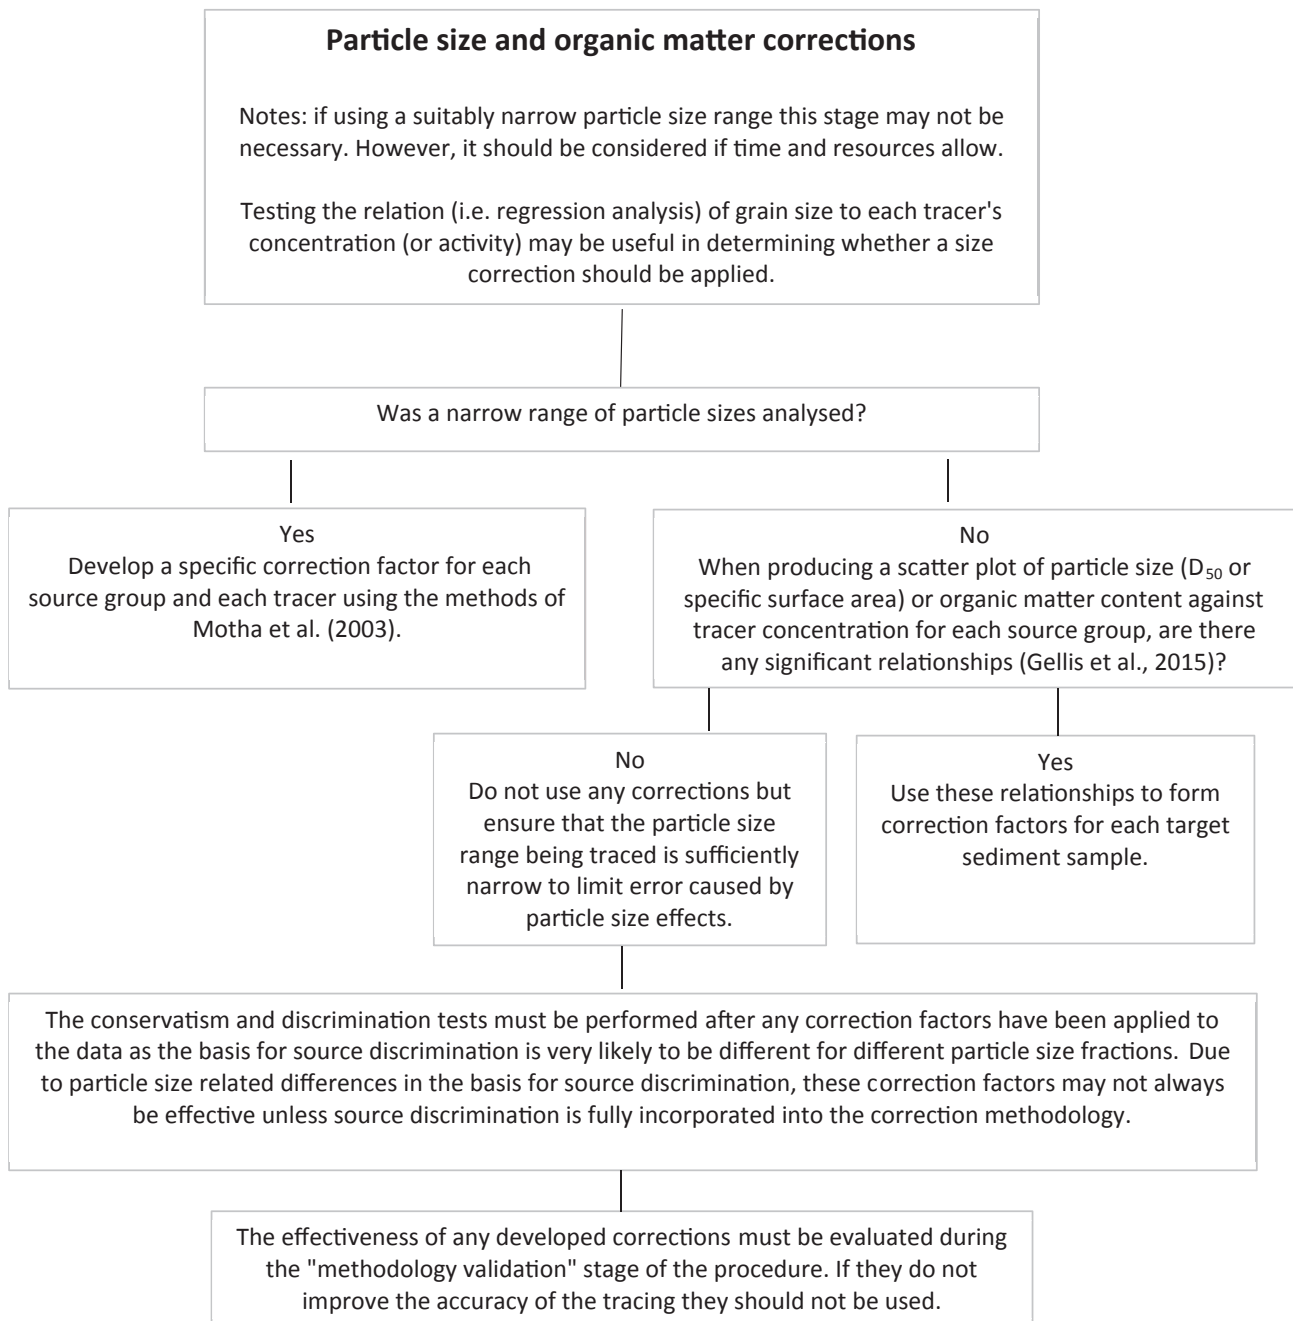 Particle size and organic matter corrections
Notes: if using a suitably narrow particle size range this stage may not be
necessary. However, it should be considered if time and resources allow.
Testing the relation (i.e. regression analysis) of grain size to each tracer's
concentration (or activity) may be useful in determining whether a size
correction should be applied.
Was a narrow range of particle sizes analysed?
Yes
Develop a specific correction factor for each
source group and each tracer using the methods of
Motha et al. (2003).
No
When producing a scatter plot of particle size (D50 or
specific surface area) or organic matter content against
tracer concentration for each source group, are there
any significant relationships (Gellis et al., 2015)?
No
Do not use any corrections but
ensure that the particle size
range being traced is sufficiently
narrow to limit error caused by
particle size effects.
Yes
Use these relationships to form
correction factors for each target
sediment sample.
The conservatism and discrimination tests must be performed after any correction factors have been applied to
the data as the basis for source discrimination is very likely to be different for different particle size fractions. Due
to particle size related differences in the basis for source discrimination, these correction factors may not always
be effective unless source discrimination is fully incorporated into the correction methodology.
The effectiveness of any developed corrections must be evaluated during
the "methodology validation" stage of the procedure. If they do not
improve the accuracy of the tracing they should not be used.